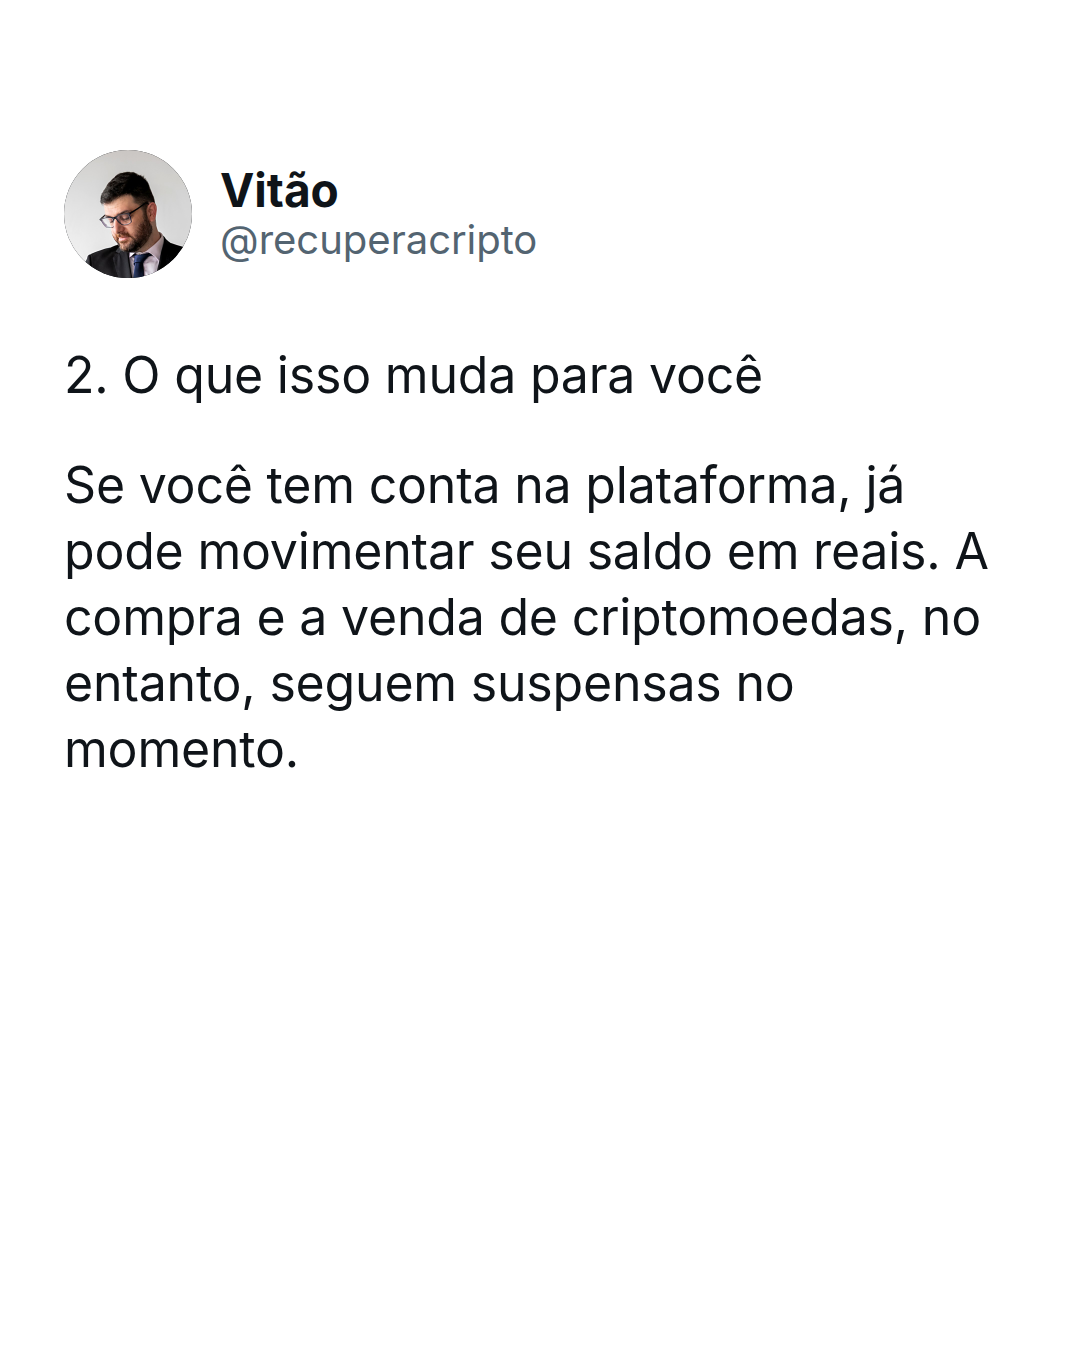 Vitão
@recuperacripto
2. O que isso muda para você
Se você tem conta na plataforma, já
pode movimentar seu saldo em reais. A
compra e a venda de criptomoedas, no
entanto, seguem suspensas no
momento.